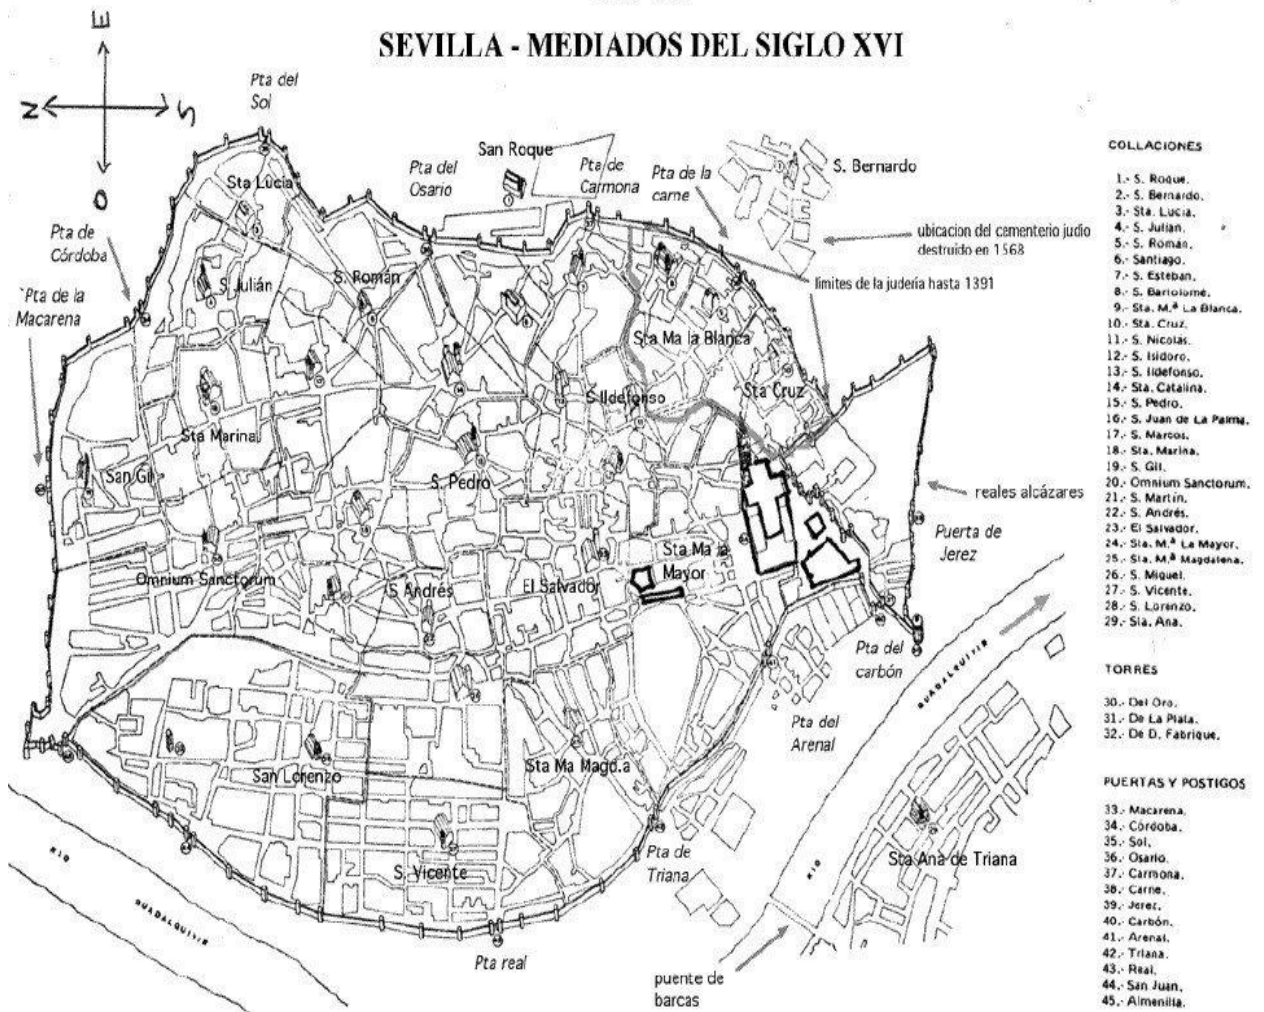 SEVILLA - MEDIADOS DEL SIGLO XVI
E
N
S
O
Pta del
Sol
Pta de
Córdoba
Pta de la
Macarena
Pta del
Osario
San Roque
Pta de
Carmona
Pta de la
carne
S. Bernardo
ubicacion del cementerio judio
destruido en 1568
limites de la judería hasta 1391
Sta Lucia
S. Julián
S. Román
Sta Ma la Blanca
Sta Cruz
S Ildefonso
Sta Marina
San Gil
S. Pedro
reales alcázares
Puerta de
Jerez
Omnium Sanctorum
S Andrés
El Salvador
Sta Ma la
Mayor
Pta del
carbón
Pta del
Arenal
San Lorenzo
Sta Ma Magd.a
S. Vicente
Pta de
Triana
Pta real
Sta Ana de Triana
puente de
barcas
RIO
GUADALQUIVIR
RIO
GUADALQUIVIR
COLLACIONES
1.- S. Roque.
2.- S. Bernardo.
3.- Sta. Lucia.
4.- S. Julian.
5.- S. Román.
6.- Santiago.
7.- S. Esteban.
8.- S. Bartolomé.
9.- Sta. M.ª La Blanca.
10.- Sta. Cruz.
11.- S. Nicolás.
12.- S. Isidoro.
13.- S. Ildefonso.
14.- Sta. Catalina.
15.- S. Pedro.
16.- S. Juan de La Palma.
17.- S. Marcos.
18.- Sta. Marina.
19.- S. Gil.
20.- Omnium Sanctorum.
21.- S. Martín.
22.- S. Andrés.
23.- El Salvador.
24.- Sta. M.ª La Mayor.
25.- Sta. M.ª Magdalena.
26.- S. Miguel.
27.- S. Vicente.
28.- S. Lorenzo.
29.- Sta. Ana.
TORRES
30.- Del Oro.
31.- De La Plata.
32.- De D. Fabrique.
PUERTAS Y POSTIGOS
33.- Macarena.
34.- Córdoba.
35.- Sol.
36.- Osario.
37.- Carmona.
38.- Carne.
39.- Jerez.
40.- Carbón.
41.- Arenal.
42.- Triana.
43.- Real.
44.- San Juan.
45.- Almenilla.